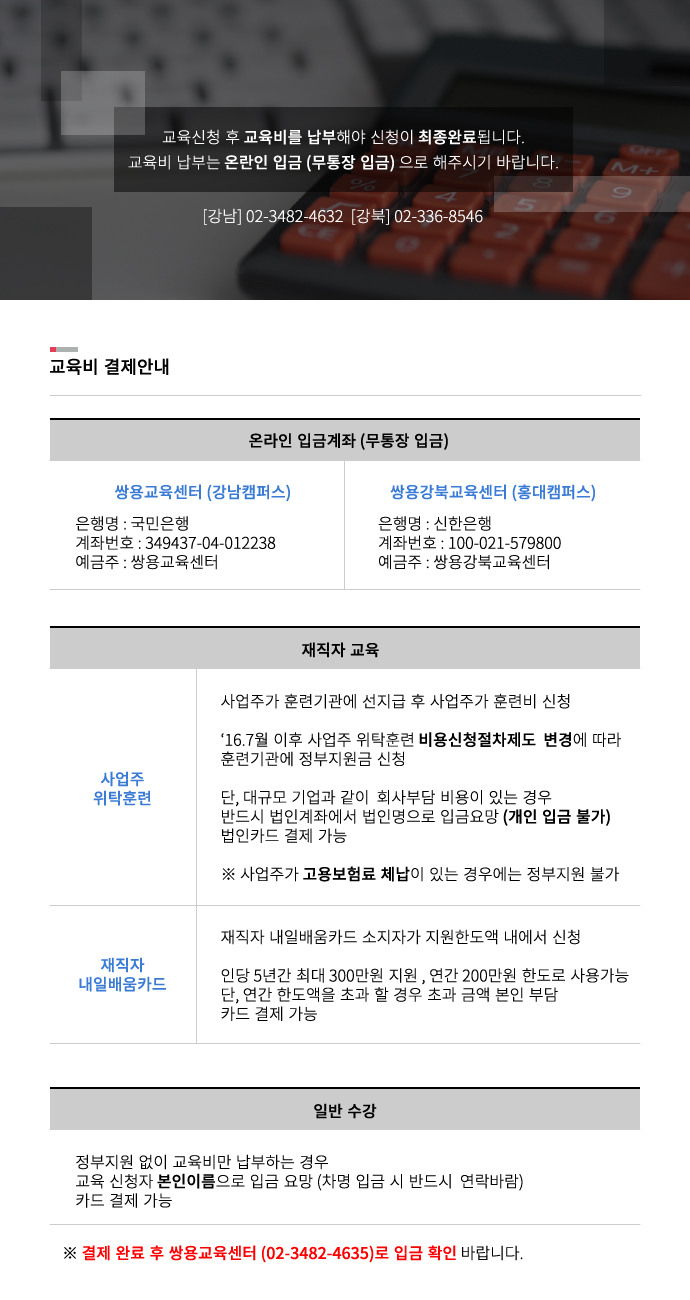 교육신청 후 교육비를 납부해야 신청이 최종완료됩니다.
교육비 납부는 온란인 입금 (무통장 입금) 으로 해주시기 바랍니다.
[강남] 02-3482-4632 [강북] 02-336-8546
교육비 결제안내
온라인 입금계좌 (무통장 입금)
쌍용교육센터 (강남캠퍼스)
은행명 : 국민은행
계좌번호 : 349437-04-012238
예금주 : 쌍용교육센터
쌍용강북교육센터 (홍대캠퍼스)
은행명 : 신한은행
계좌번호 : 100-021-579800
예금주 : 쌍용강북교육센터
재직자 교육
사업주
위탁훈련
사업주가 훈련기관에 선지급 후 사업주가 훈련비 신청
‘16.7월 이후 사업주 위탁훈련 비용신청절차제도 변경에 따라
훈련기관에 정부지원금 신청
단, 대규모 기업과 같이 회사부담 비용이 있는 경우
반드시 법인계좌에서 법인명으로 입금요망 (개인 입금 불가)
법인카드 결제 가능
※ 사업주가 고용보험료 체납이 있는 경우에는 정부지원 불가
재직자
내일배움카드
재직자 내일배움카드 소지자가 지원한도액 내에서 신청
인당 5년간 최대 300만원 지원 , 연간 200만원 한도로 사용가능
단, 연간 한도액을 초과 할 경우 초과 금액 본인 부담
카드 결제 가능
일반 수강
정부지원 없이 교육비만 납부하는 경우
교육 신청자 본인이름으로 입금 요망 (차명 입금 시 반드시 연락바람)
카드 결제 가능
※ 결제 완료 후 쌍용교육센터 (02-3482-4635)로 입금 확인 바랍니다.